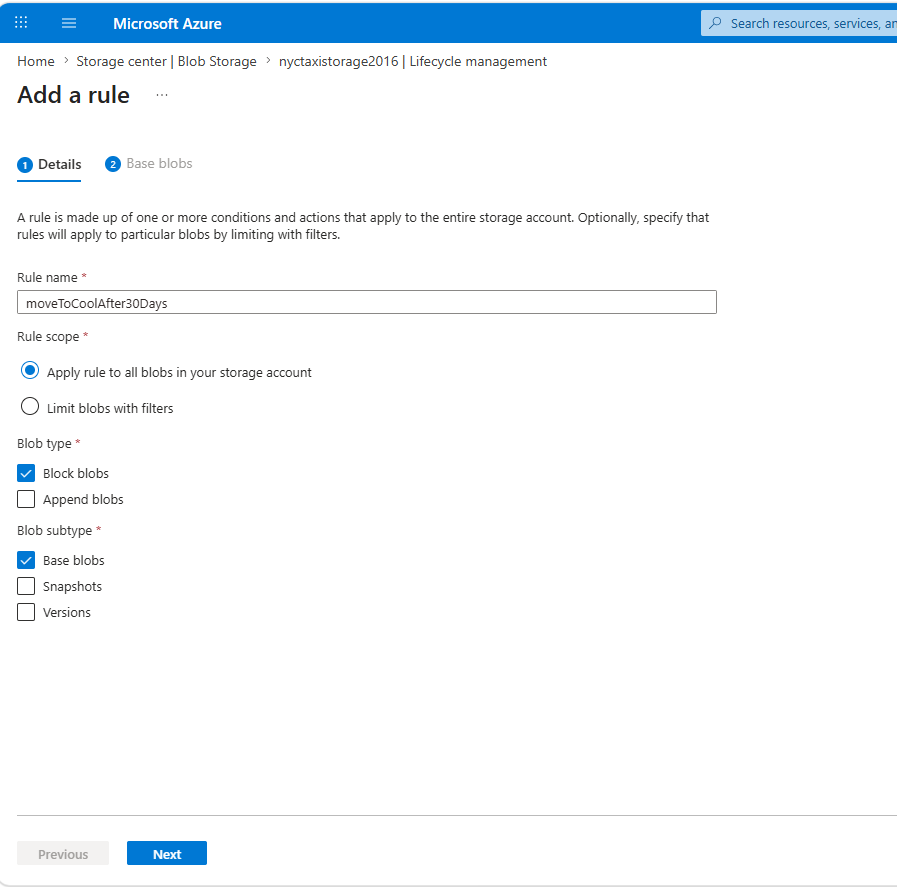 Microsoft Azure
Search resources, services, an
Home > Storage center | Blob Storage > nyctaxistorage2016 | Lifecycle management
Add a rule ...
1 Details 2 Base blobs
A rule is made up of one or more conditions and actions that apply to the entire storage account. Optionally, specify that
rules will apply to particular blobs by limiting with filters.
Rule name *
moveToCoolAfter30Days
Rule scope *
Apply rule to all blobs in your storage account
Limit blobs with filters
Blob type *
Block blobs
Append blobs
Blob subtype *
Base blobs
Snapshots
Versions
Previous Next